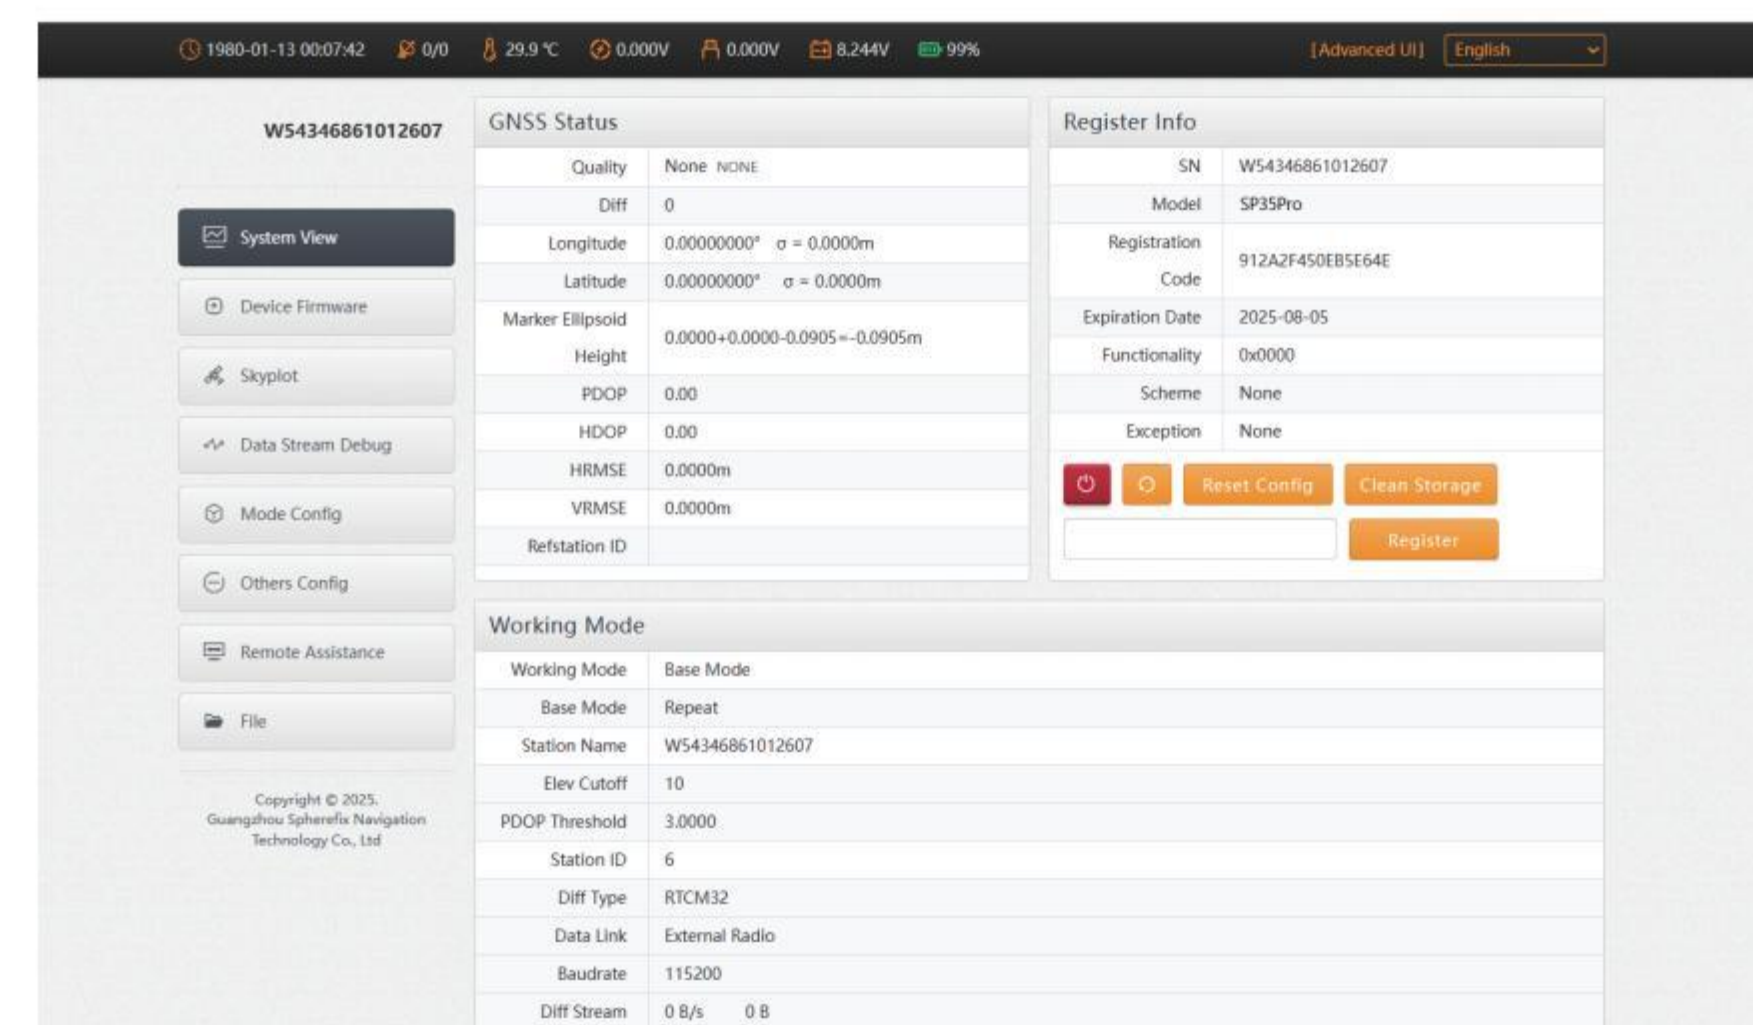 1980-01-13 00:07:42 0/0 29.9 ℃ 0.000V 0.000V 8.244V 99% [Advanced UI] English
W54346861012607
System View
Device Firmware
Skyplot
Data Stream Debug
Mode Config
Others Config
Remote Assistance
File
Copyright © 2025.
Guangzhou Spherefix Navigation
Technology Co., Ltd
GNSS Status
Quality None NONE
Diff 0
Longitude 0.00000000° σ = 0.0000m
Latitude 0.00000000° σ = 0.0000m
Marker Ellipsoid
Height 0.0000+0.0000-0.0905=-0.0905m
PDOP 0.00
HDOP 0.00
HRMSE 0.0000m
VRMSE 0.0000m
Refstation ID
Register Info
SN W54346861012607
Model SP35Pro
Registration
Code 912A2F450EB5E64E
Expiration Date 2025-08-05
Functionality 0x0000
Scheme None
Exception None
Reset Config Clean Storage
Register
Working Mode
Working Mode Base Mode
Base Mode Repeat
Station Name W54346861012607
Elev Cutoff 10
PDOP Threshold 3.0000
Station ID 6
Diff Type RTCM32
Data Link External Radio
Baudrate 115200
Diff Stream 0 B/s 0 B